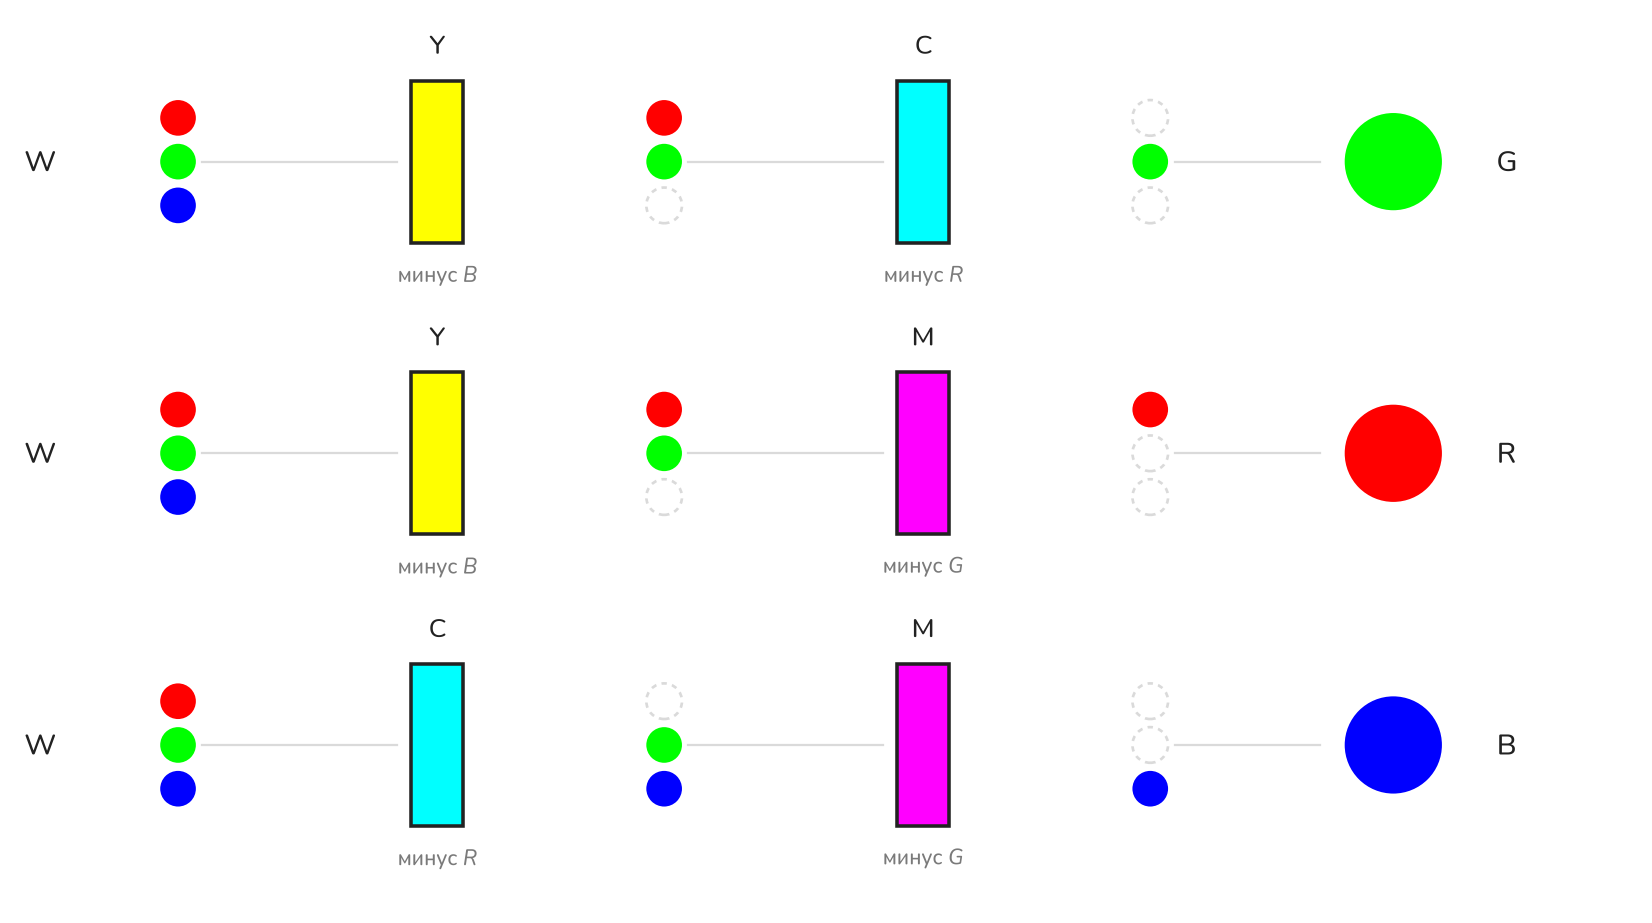 Y C
W G
минус B минус R
Y M
W R
минус B минус G
C M
W B
минус R минус G